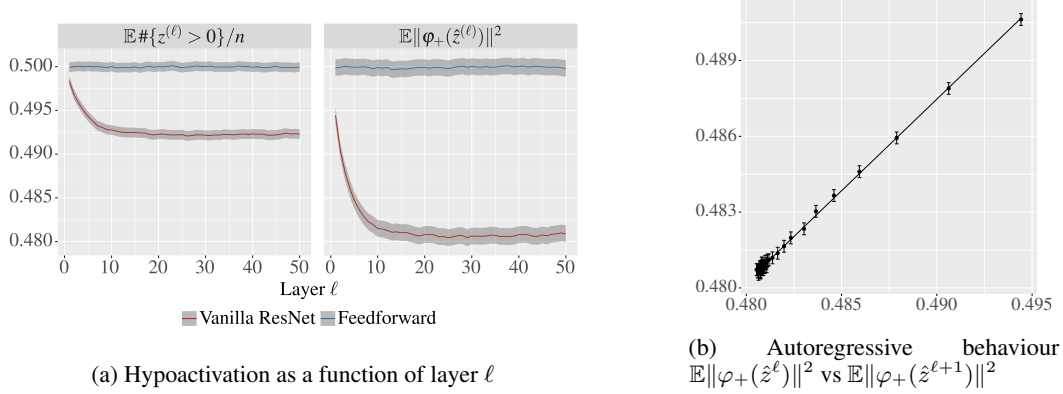 𝔼#{z^(ℓ) > 0}/n
𝔼‖φ₊(ẑ^(ℓ))‖²
0.500
0.495
0.490
0.485
0.480
0 10 20 30 40 50 0 10 20 30 40 50
Layer ℓ
Vanilla ResNet Feedforward
(a) Hypoactivation as a function of layer ℓ
0.489
0.486
0.483
0.480
0.480 0.485 0.490 0.495
(b) Autoregressive behaviour
𝔼‖φ₊(ẑ^ℓ)‖² vs 𝔼‖φ₊(ẑ^ℓ+1)‖²